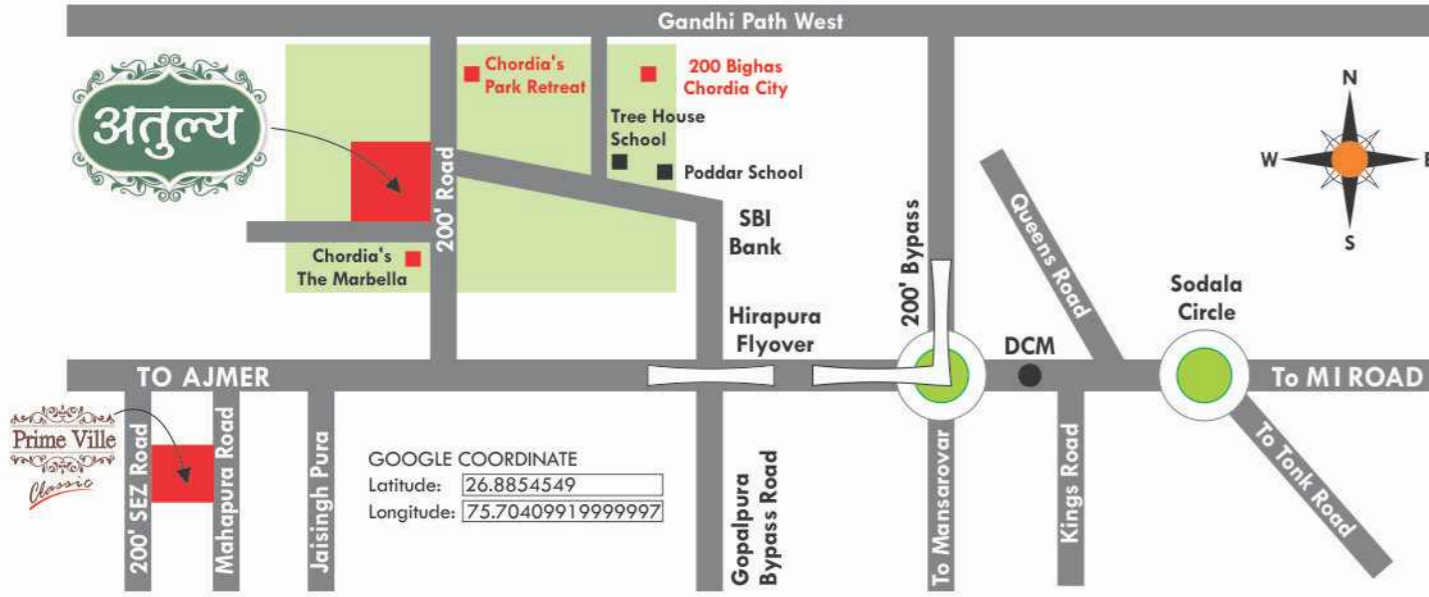 Gandhi Path West
अतुल्य
Chordia's
Park Retreat
200 Bighas
Chordia City
Tree House
School
Poddar School
200' Road
SBI
Bank
Chordia's
The Marbella
200' Bypass
Queens Road
N
W
E
S
Sodala
Circle
Hirapura
Flyover
DCM
TO AJMER
To M I ROAD
Prime Ville
Classic
200' SEZ Road
Mahapura Road
Jaisingh Pura
GOOGLE COORDINATE
Latitude: 26.8854549
Longitude: 75.70409919999997
Gopalpura
Bypass Road
To Mansarovar
Kings Road
To Tonk Road